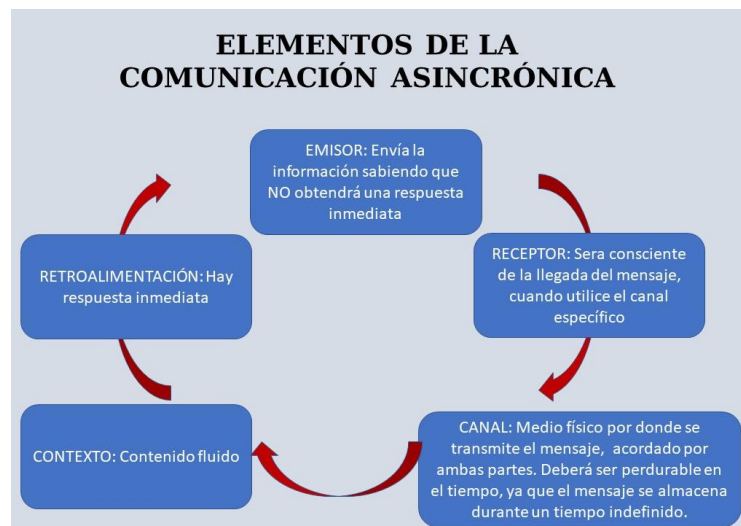 ELEMENTOS DE LA
COMUNICACIÓN ASINCRÓNICA
EMISOR: Envía la
información sabiendo que
NO obtendrá una respuesta
inmediata
RECEPTOR: Sera consciente
de la llegada del mensaje,
cuando utilice el canal
específico
CANAL: Medio físico por donde se
transmite el mensaje, acordado por
ambas partes. Deberá ser perdurable en
el tiempo, ya que el mensaje se almacena
durante un tiempo indefinido.
CONTEXTO: Contenido fluido
RETROALIMENTACIÓN: Hay
respuesta inmediata